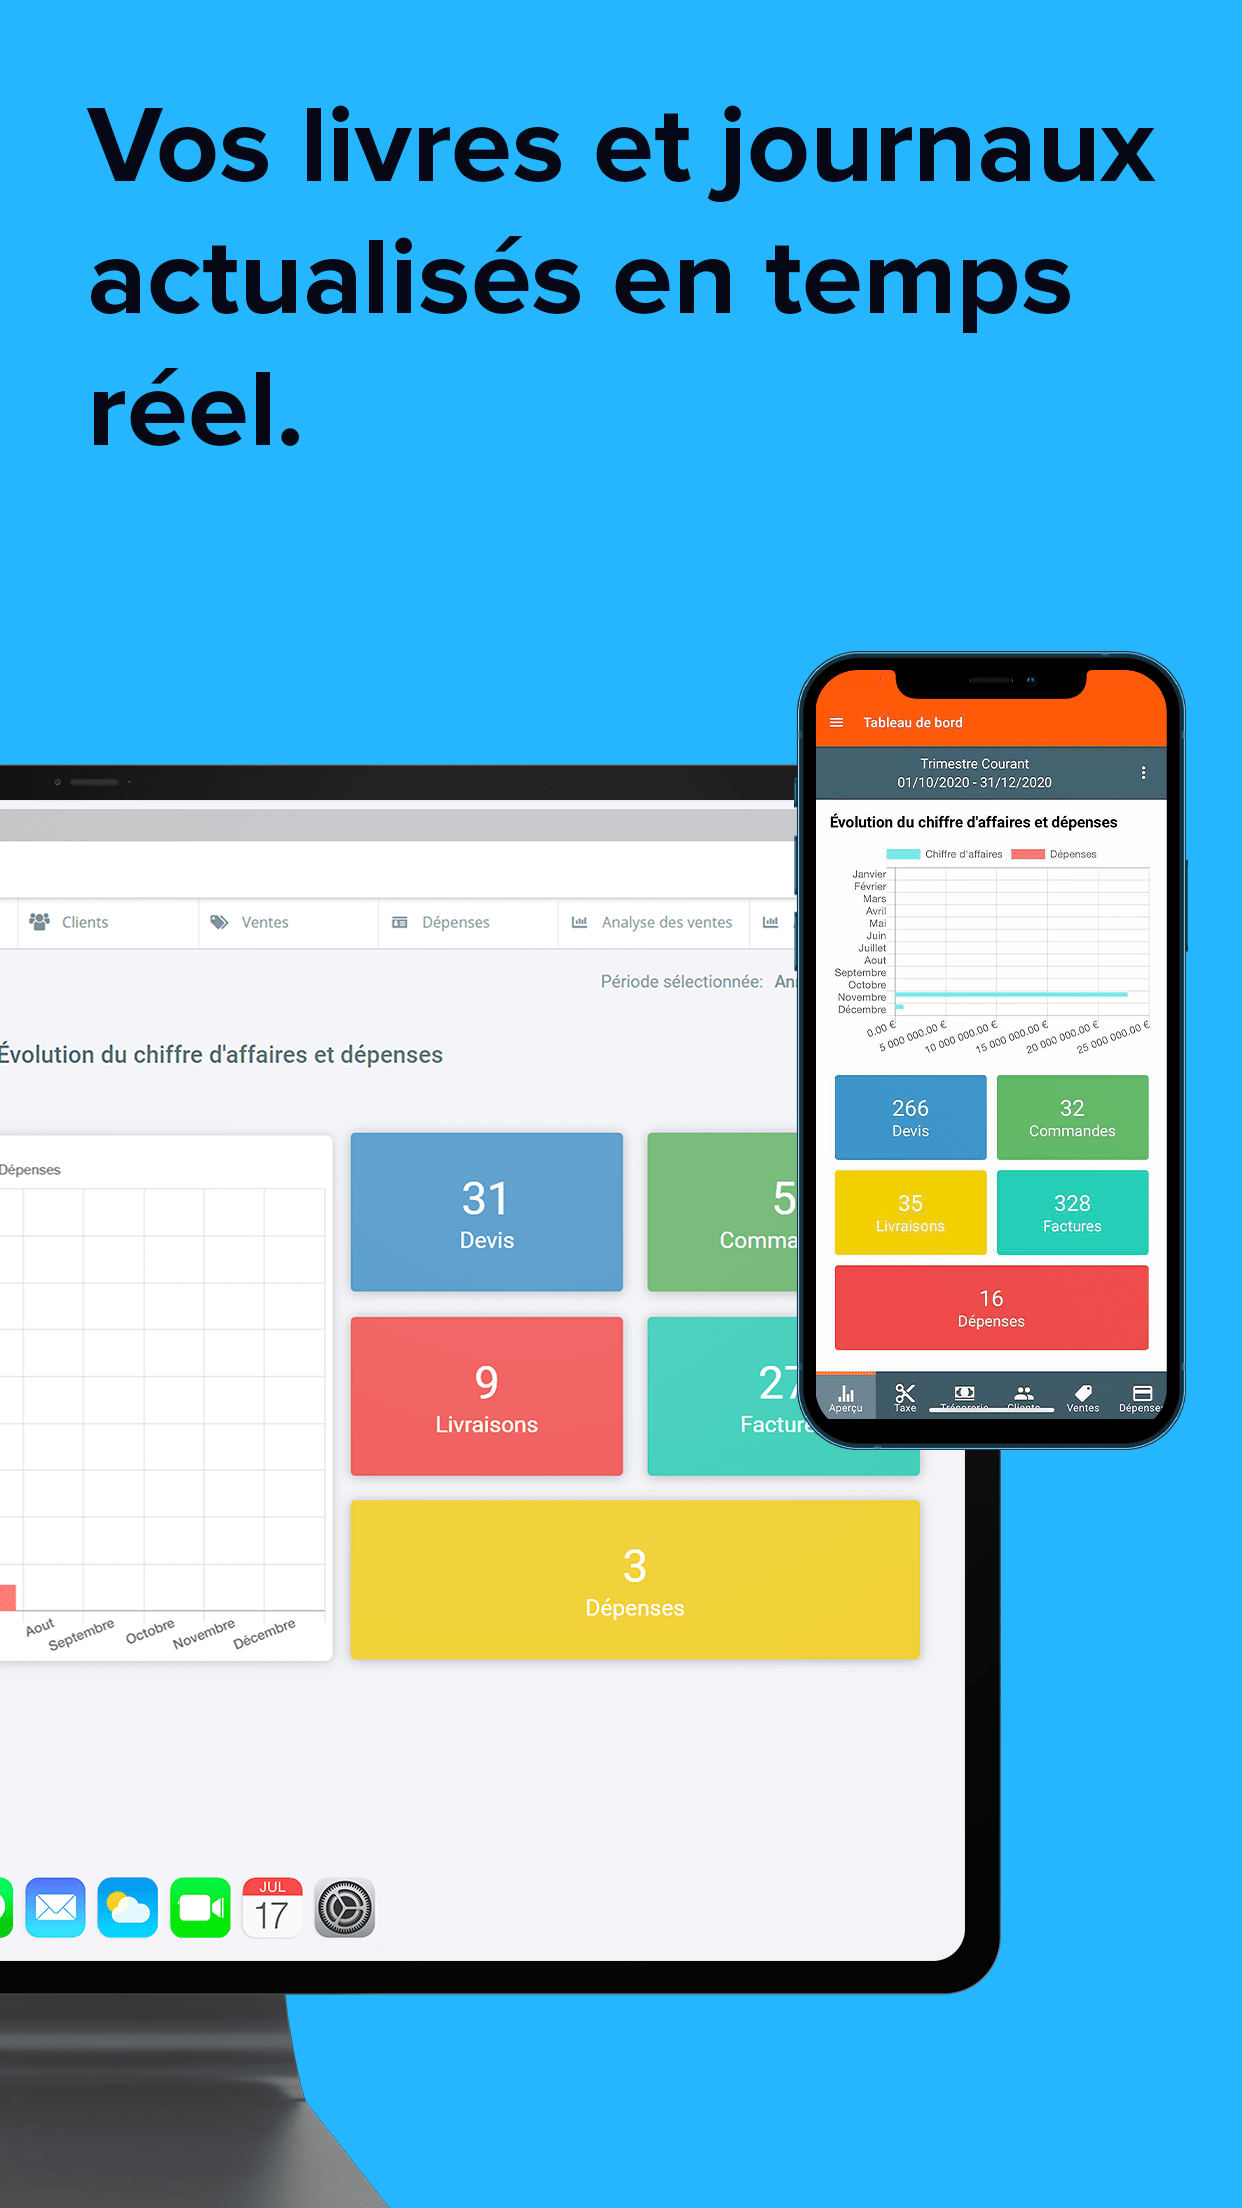 Vos livres et journaux
actualisés en temps
réel.
Tableau de bord
Trimestre Courant
01/10/2020 - 31/12/2020
Évolution du chiffre d'affaires et dépenses
Chiffre d'affaires Dépenses
Janvier
Février
Mars
Avril
Mai
Juin
Juillet
Aout
Septembre
Octobre
Novembre
Décembre
0.00 € 5 000 000.00 € 10 000 000.00 € 15 000 000.00 € 20 000 000.00 € 25 000 000.00 €
266
Devis
32
Commandes
35
Livraisons
328
Factures
16
Dépenses
Aperçu Taxe Trésorerie Clients Ventes Dépense
Clients Ventes Dépenses Analyse des ventes
Période sélectionnée:
Évolution du chiffre d'affaires et dépenses
Dépenses
Aout Septembre Octobre Novembre Décembre
31
Devis
5
Comma
9
Livraisons
27
Facture
3
Dépenses
JUL
17